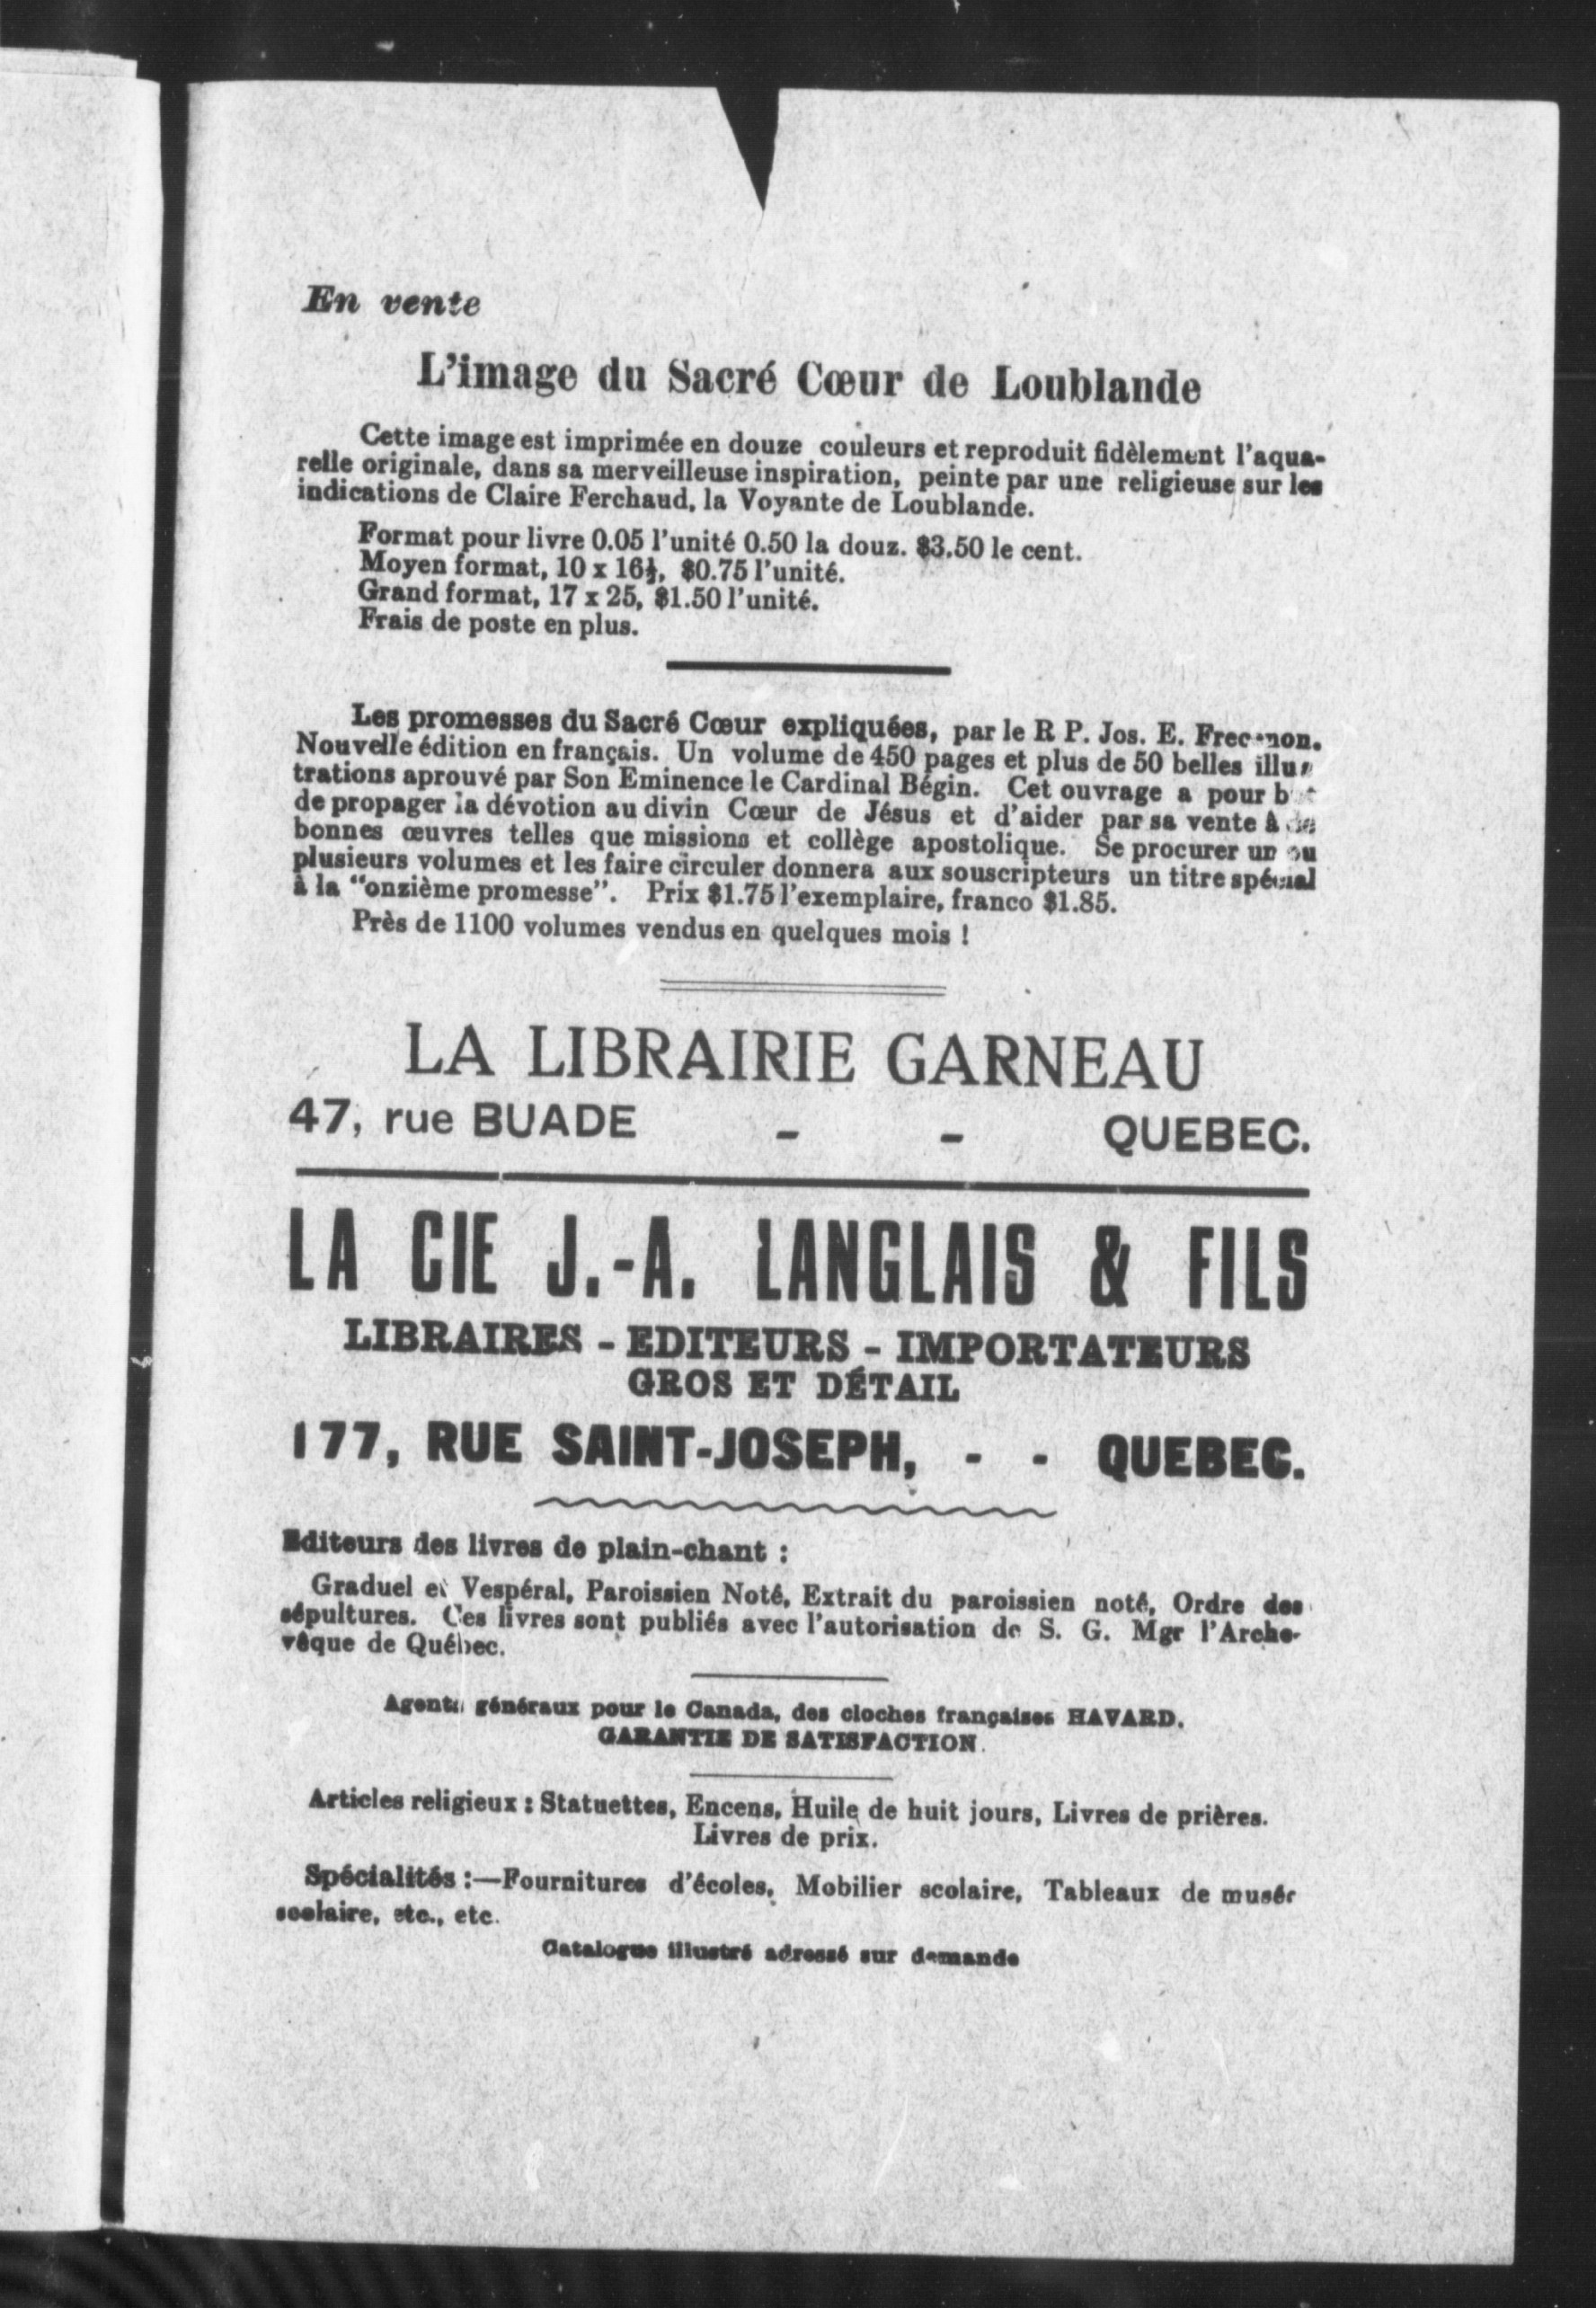 En vente
L'image du Sacré Cœur de Loublande
Cette image est imprimée en douze couleurs et reproduit fidèlement l'aqua-
relle originale, dans sa merveilleuse inspiration, peinte par une religieuse sur les
indications de Claire Ferchaud, la Voyante de Loublande.
Format pour livre 0.05 l'unité 0.50 la douz. $3.50 le cent.
Moyen format, 10 x 16½, $0.75 l'unité.
Grand format, 17 x 25, $1.50 l'unité.
Frais de poste en plus.
Les promesses du Sacré Cœur expliquées, par le R P. Jos. E.
Nouvelle édition en français. Un volume de 450 pages et plus de 50 belles illus
trations aprouvé par Son Eminence le Cardinal Bégin. Cet ouvrage a pour but
de propager la dévotion au divin Cœur de Jésus et d'aider par sa vente à de
bonnes œuvres telles que missions et collège apostolique. Se procurer un ou
plusieurs volumes et les faire circuler donnera aux souscripteurs un titre spécial
à la "onzième promesse". Prix $1.75 l'exemplaire, franco $1.85.
Près de 1100 volumes vendus en quelques mois !
LA LIBRAIRIE GARNEAU
47, rue BUADE - - QUEBEC.
LA CIE J.-A. LANGLAIS & FILS
LIBRAIRES - EDITEURS - IMPORTATEURS
GROS ET DÉTAIL
177, RUE SAINT-JOSEPH, - - QUEBEC.
Editeurs des livres de plain-chant :
Graduel et Vespéral, Paroissien Noté, Extrait du paroissien noté, Ordre des
sépultures. Ces livres sont publiés avec l'autorisation de S. G. Mgr l'Arche-
vêque de Québec.
Agents généraux pour le Canada, des cloches françaises HAVARD.
GARANTIE DE SATISFACTION.
Articles religieux : Statuettes, Encens, Huile de huit jours, Livres de prières.
Livres de prix.
Spécialités :—Fournitures d'écoles, Mobilier scolaire, Tableaux de musée
scolaire, etc., etc.
Catalogue illustré adressé sur demande